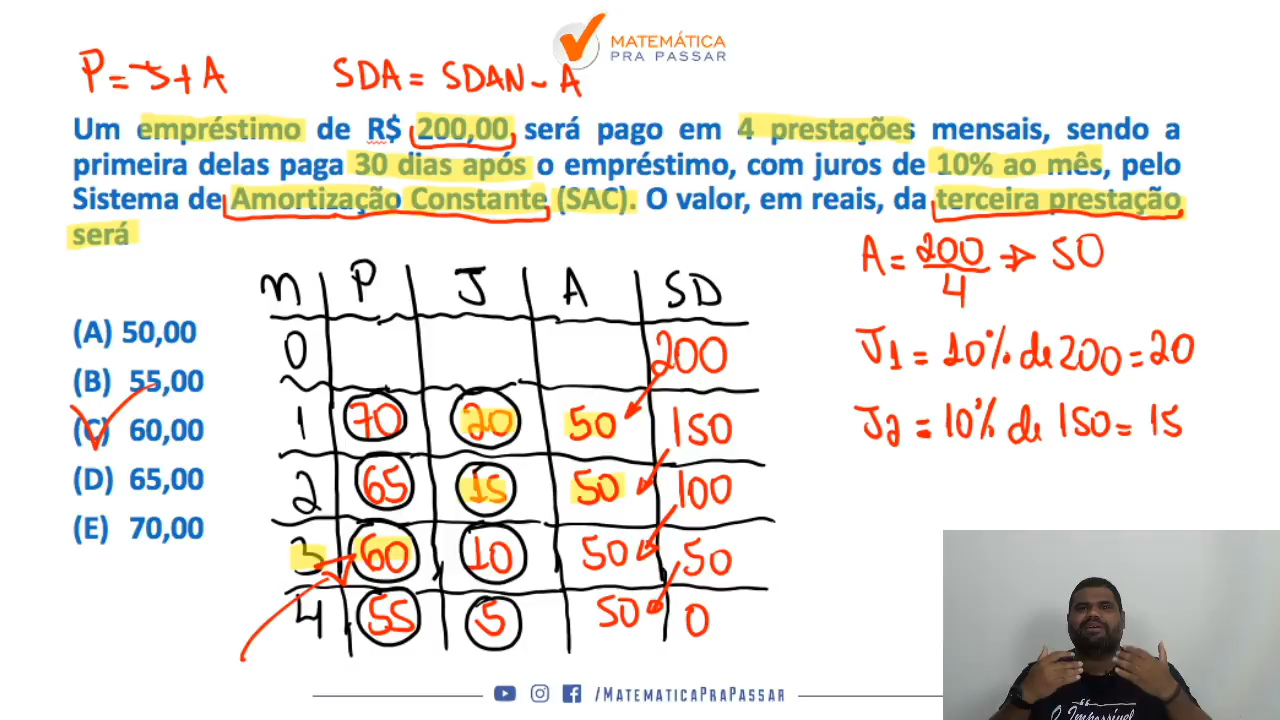 MATEMÁTICA
PRA PASSAR
P = J + A
SDA = SDAN - A
Um empréstimo de R$ 200,00 será pago em 4 prestações mensais, sendo a
primeira delas paga 30 dias após o empréstimo, com juros de 10% ao mês, pelo
Sistema de Amortização Constante (SAC). O valor, em reais, da terceira prestação
será
A = 200/4 → 50
J1 = 10% de 200 = 20
J2 = 10% de 150 = 15
(A) 50,00
(B) 55,00
(C) 60,00
(D) 65,00
(E) 70,00
n P J A SD
0 200
1 70 20 50 150
2 65 15 50 100
3 60 10 50 50
4 55 5 50 0
/MATEMATICAPRAPASSAR
O Impossível